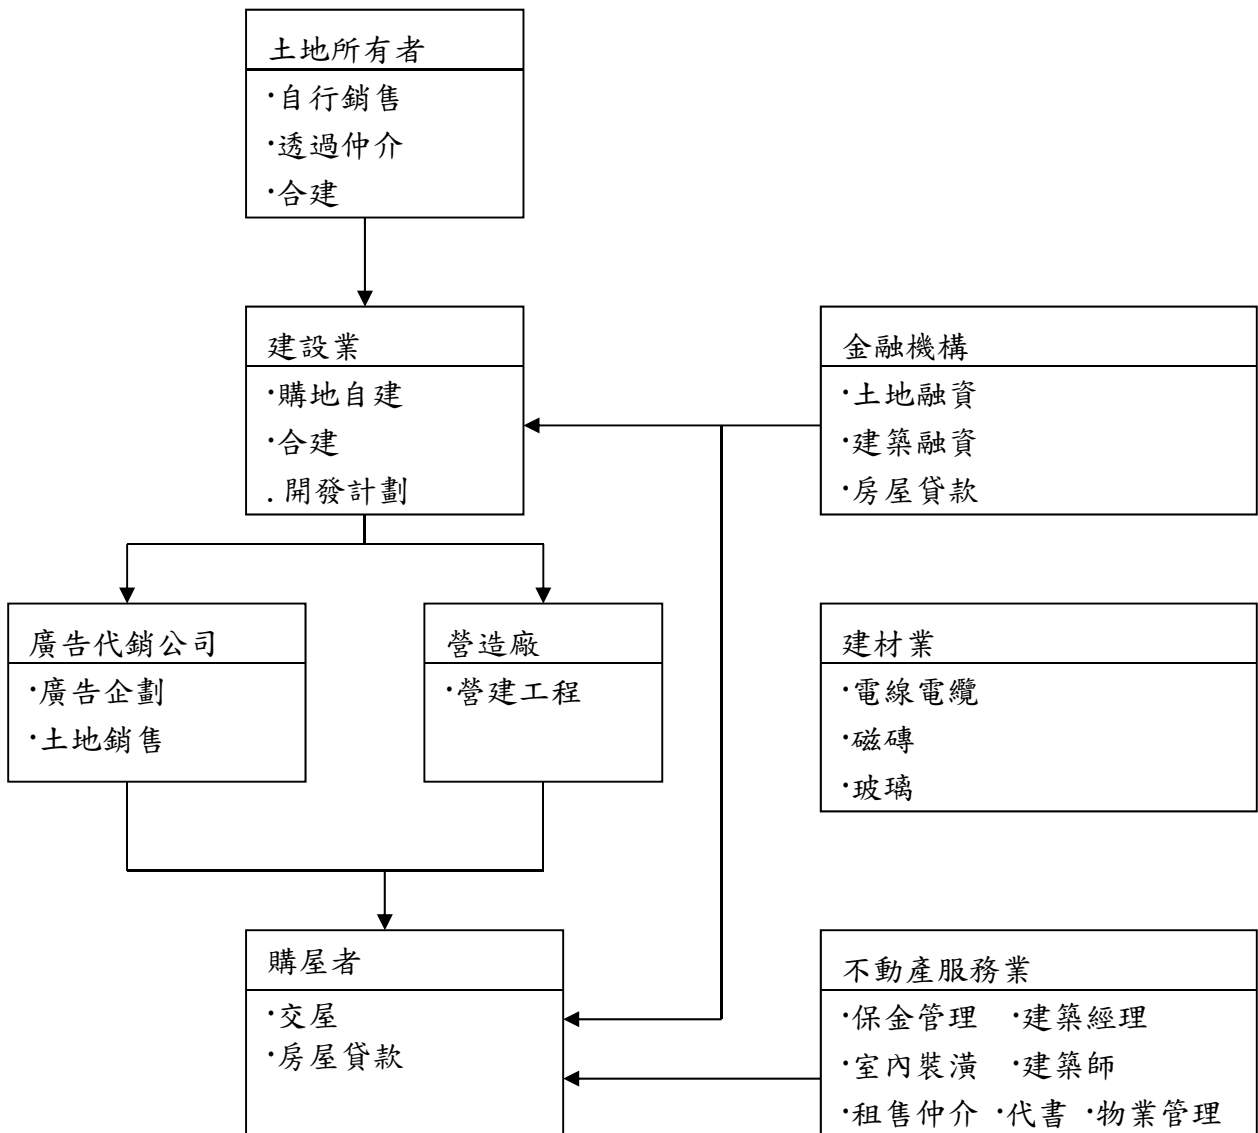 土地所有者
·自行銷售
·透過仲介
·合建
建設業
·購地自建
·合建
. 開發計劃
金融機構
·土地融資
·建築融資
·房屋貸款
廣告代銷公司
·廣告企劃
·土地銷售
營造廠
·營建工程
建材業
·電線電纜
·磁磚
·玻璃
購屋者
·交屋
·房屋貸款
不動產服務業
·保金管理 ·建築經理
·室內裝潢 ·建築師
·租售仲介 ·代書 ·物業管理